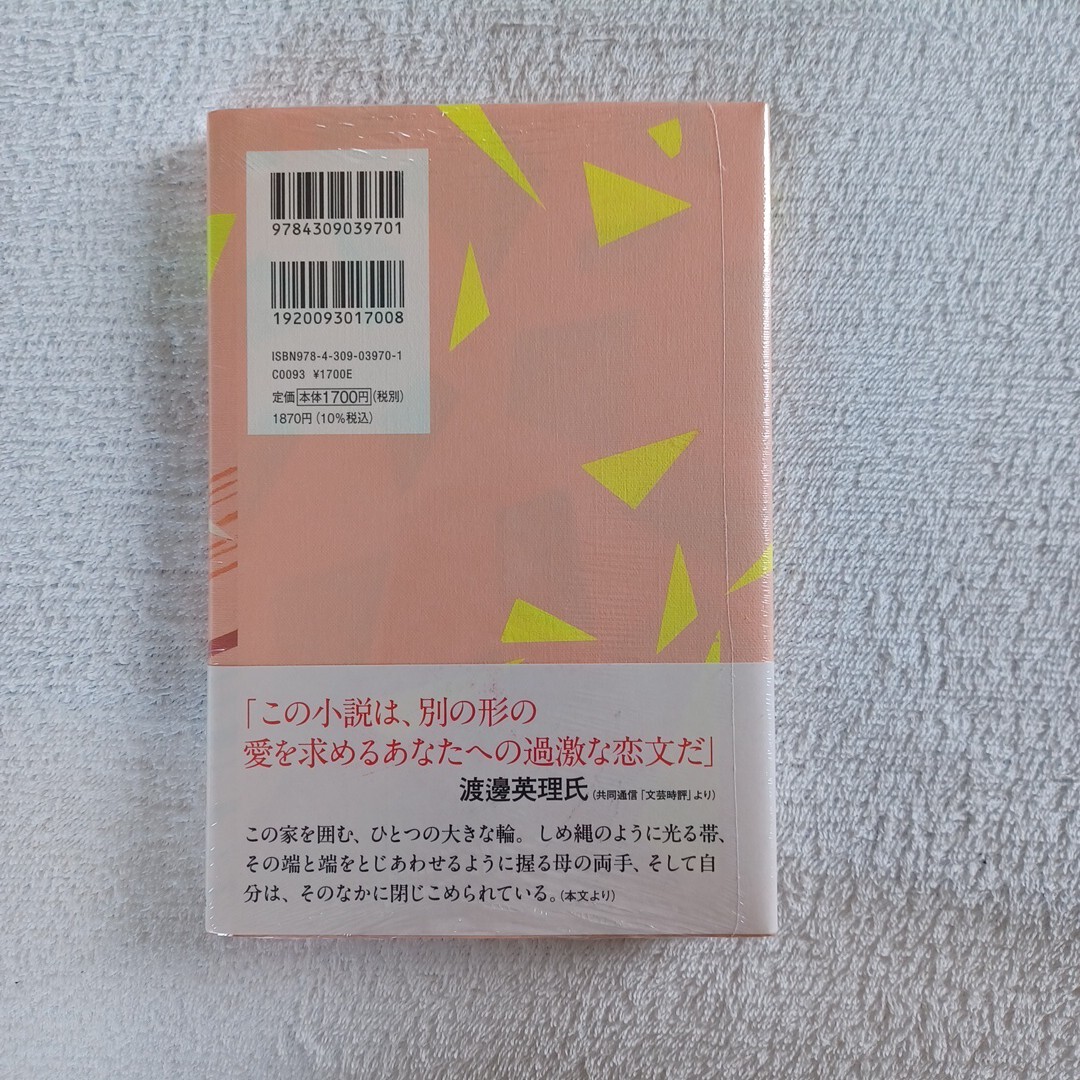 9784309039701
1920093017008
ISBN978-4-309-03970-1
C0093 ¥1700E
定価 本体1700円(税別)
1870円(10%税込)
「この小説は、別の形の
愛を求めるあなたへの過激な恋文だ」
渡邊英理氏(共同通信「文芸時評」より)
この家を囲む、ひとつの大きな輪。しめ縄のように光る帯、
その端と端をとじあわせるように握る母の両手、そして自
分は、そのなかに閉じこめられている。(本文より)